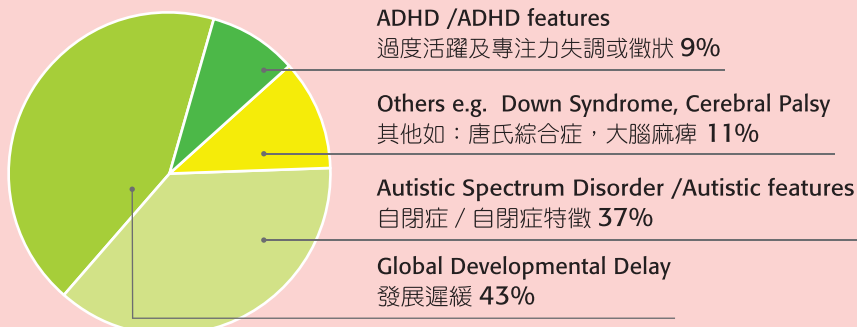 ADHD /ADHD features
過度活躍及專注力失調或徵狀 9%
Others e.g. Down Syndrome, Cerebral Palsy
其他如：唐氏綜合症，大腦麻痺 11%
Autistic Spectrum Disorder /Autistic features
自閉症 / 自閉症特徵 37%
Global Developmental Delay
發展遲緩 43%